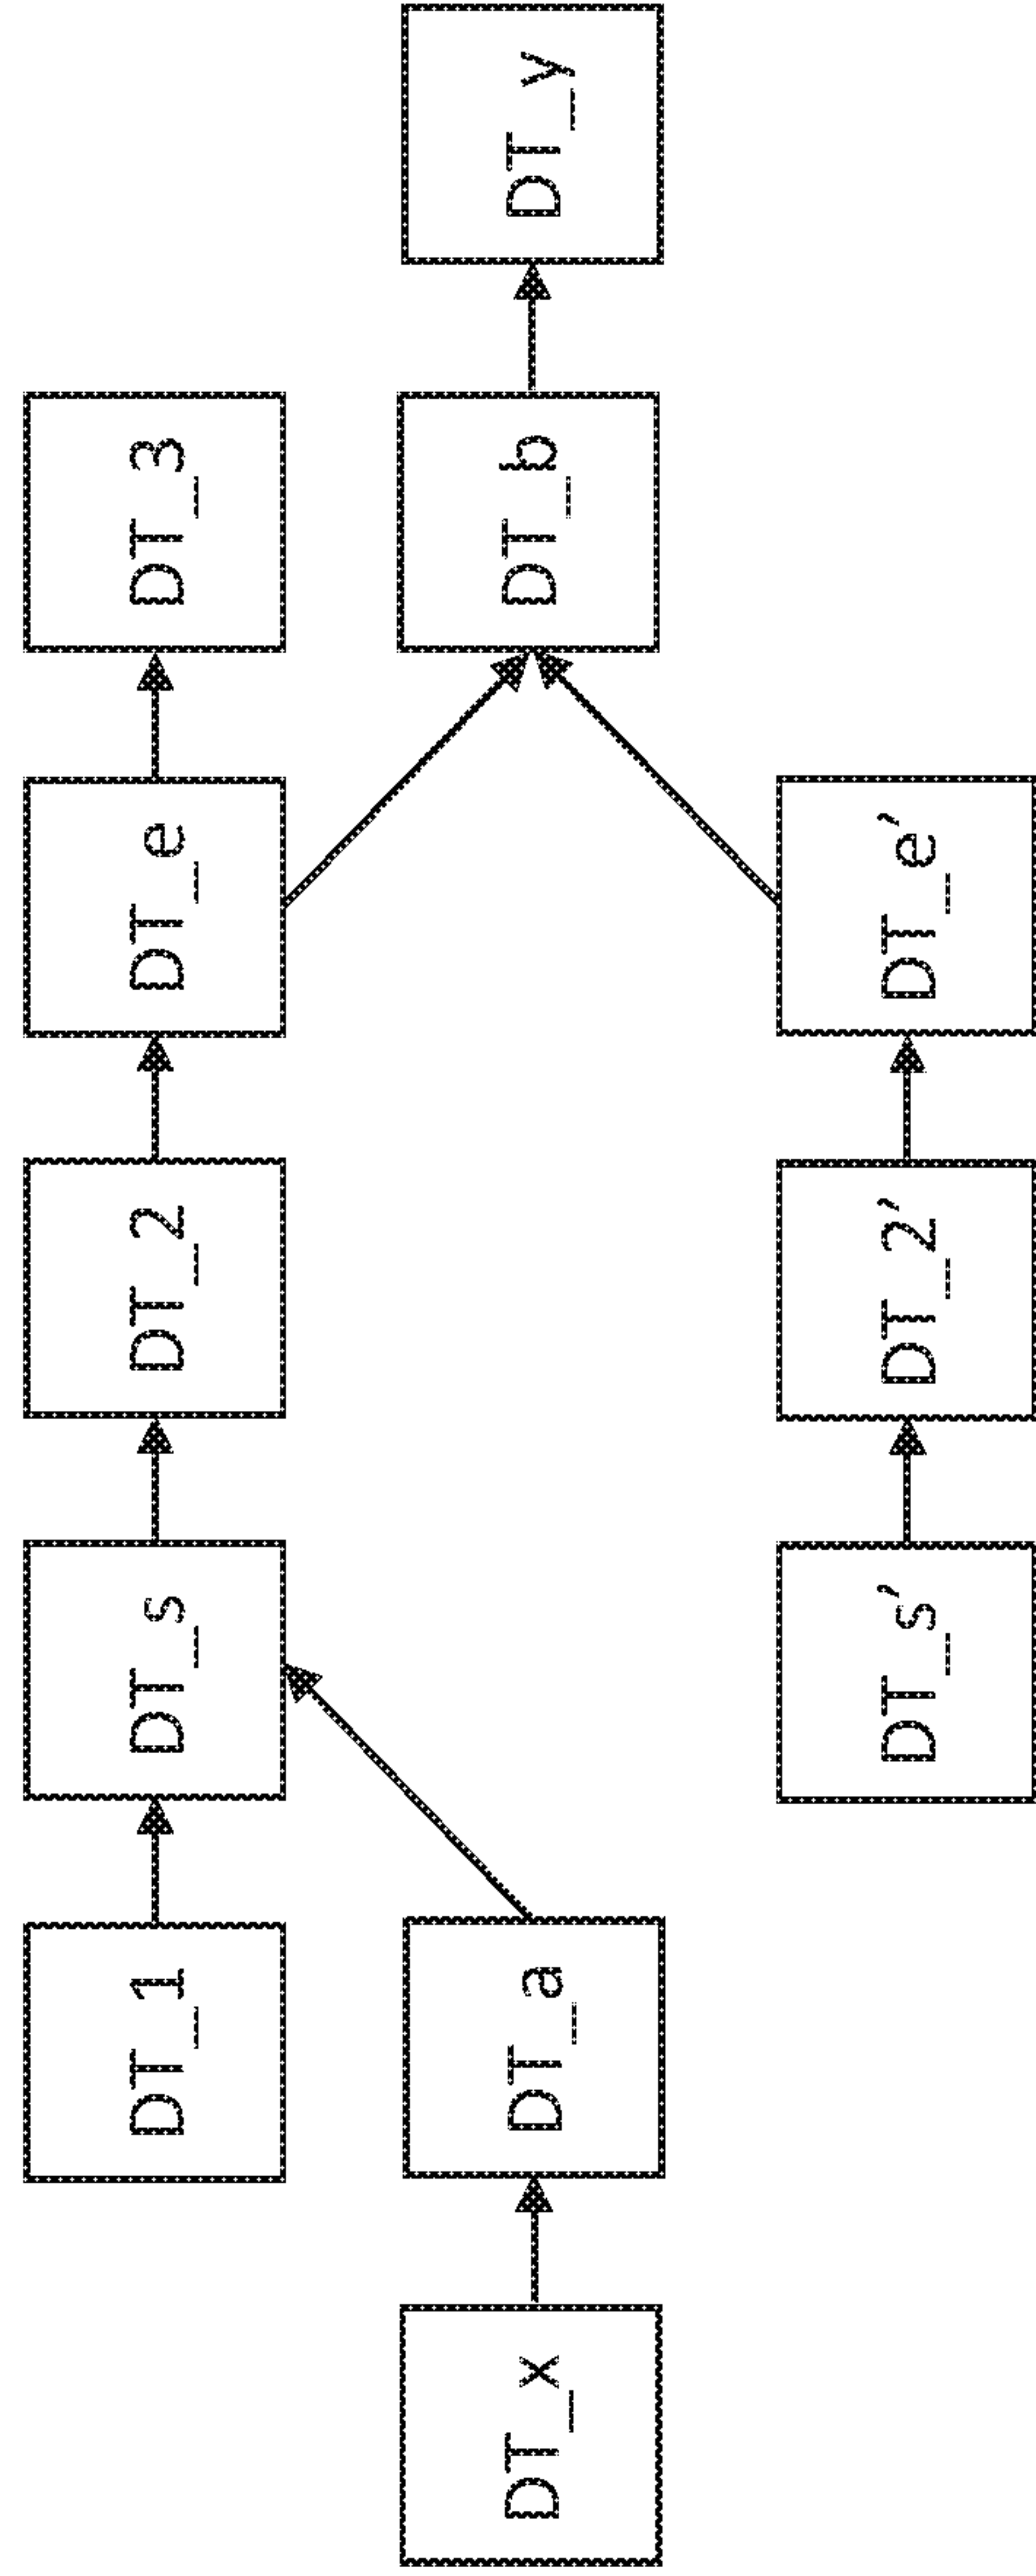 DT_1
DT_s
DT_2
DT_e
DT_3
DT_x
DT_a
DT_b
DT_y
DT_s’
DT_2’
DT_e’